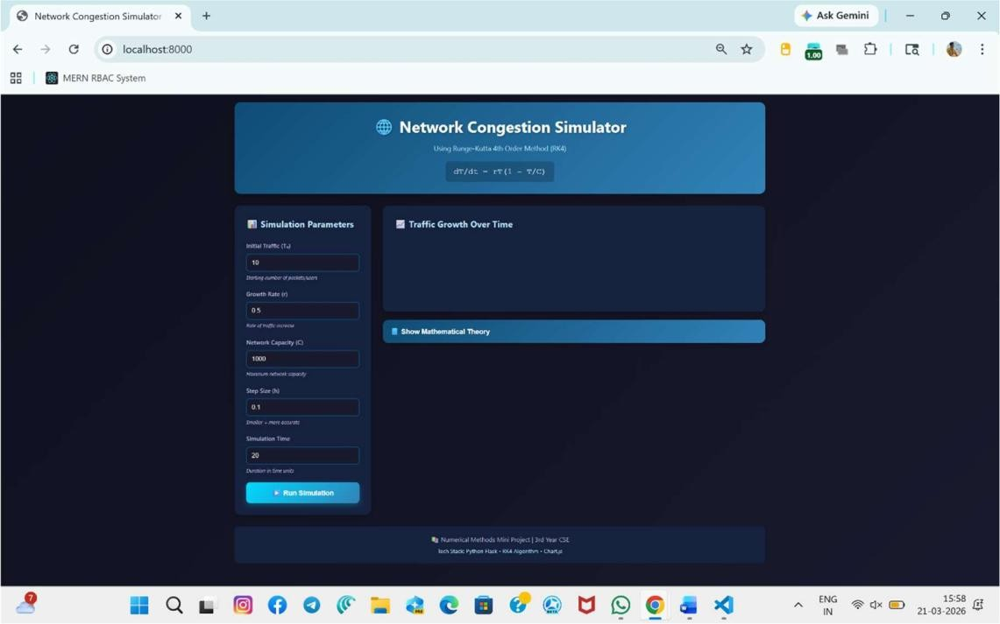 Network Congestion Simulator
Ask Gemini
localhost:8000
1.00
MERN RBAC System
Network Congestion Simulator
Using Runge-Kutta 4th Order Method (RK4)
dT/dt = rT(1 - T/C)
Simulation Parameters
Initial Traffic (T₀)
10
Starting number of packets/users
Growth Rate (r)
0.5
Rate of traffic increase
Network Capacity (C)
1000
Maximum network capacity
Step Size (h)
0.1
Smaller = more accurate
Simulation Time
20
Duration in time units
Run Simulation
Traffic Growth Over Time
Show Mathematical Theory
Numerical Methods Mini Project | 3rd Year CSE
Tech Stack: Python Flask • RK4 Algorithm • Chart.js
7
ENG
IN
15:58
21-03-2026